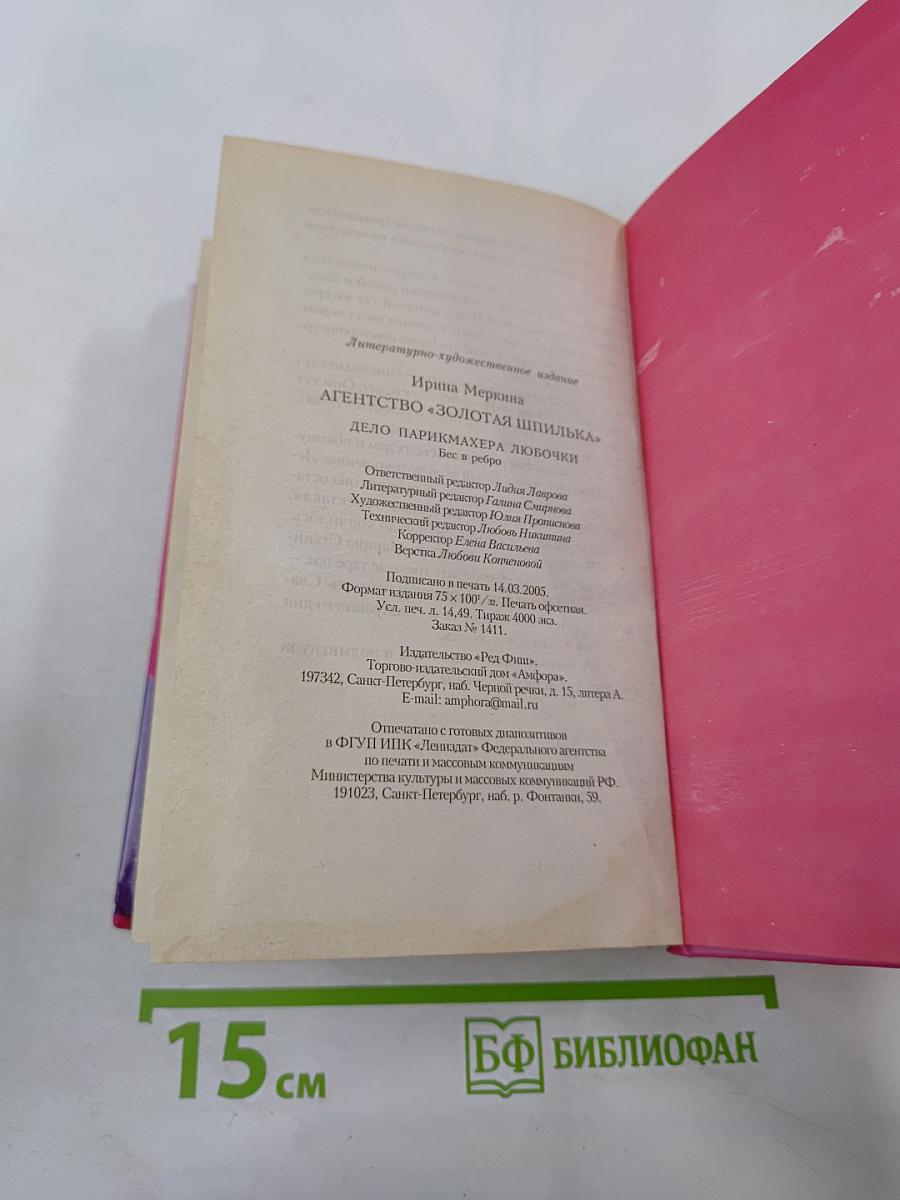 Литературно-художественное издание
Ирина Меркина
АГЕНТСТВО «ЗОЛОТАЯ ШПИЛЬКА»
ДЕЛО ПАРИКМАХЕРА ЛЮБОЧКИ
Бес в ребро
Ответственный редактор Лидия Лаврова
Литературный редактор Галина Смирнова
Художественный редактор Юлия Прописнова
Технический редактор Любовь Никитина
Корректор Елена Васильева
Верстка Любови Копченовой
Подписано в печать 14.03.2005.
Формат издания 75 × 100¹/32. Печать офсетная.
Усл. печ. л. 14,49. Тираж 4000 экз.
Заказ № 1411.
Издательство «Ред Фиш».
Торгово-издательский дом «Амфора».
197342, Санкт-Петербург, наб. Черной речки, д. 15, литера А.
E-mail: amphora@mail.ru
Отпечатано с готовых диапозитивов
в ФГУП ИПК «Лениздат» Федерального агентства
по печати и массовым коммуникациям
Министерства культуры и массовых коммуникаций РФ.
191023, Санкт-Петербург, наб. р. Фонтанки, 59.
15 см
БФ БИБЛИОФАН